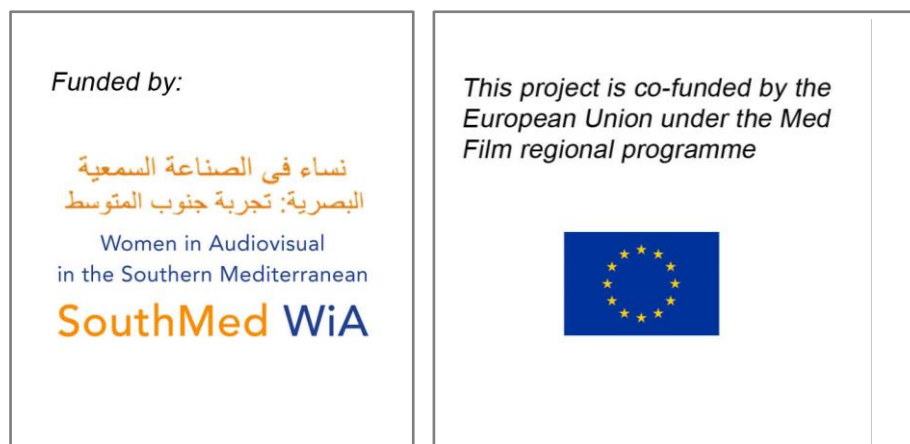 Funded by:
نساء في الصناعة السمعية
البصرية: تجربة جنوب المتوسط
Women in Audiovisual
in the Southern Mediterranean
SouthMed WiA
This project is co-funded by the
European Union under the Med
Film regional programme